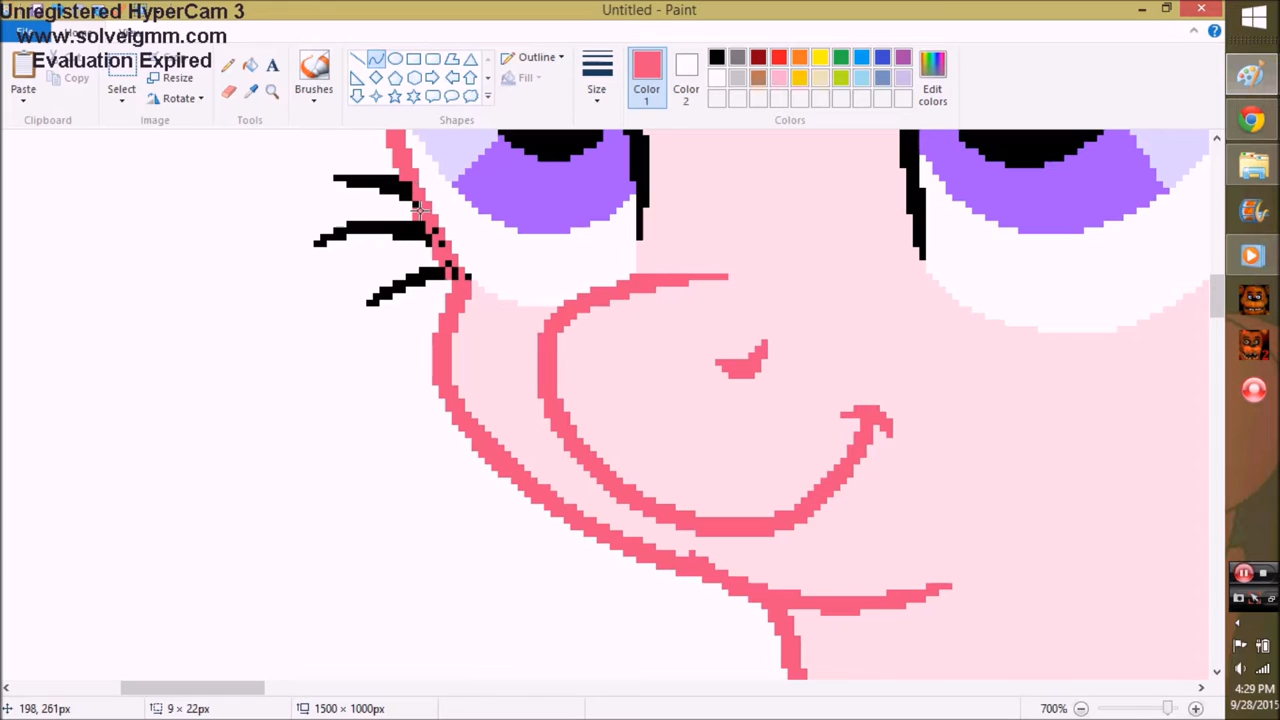 Unregistered HyperCam 3
www.solveigmm.com
Evaluation Expired
Untitled - Paint
Paste
Copy
Clipboard
Select
Resize
Rotate
Image
Tools
Brushes
Shapes
Outline
Fill
Size
Color 1
Color 2
Edit colors
Colors
198, 261px
9 × 22px
1500 × 1000px
700%
4:29 PM
9/28/2015